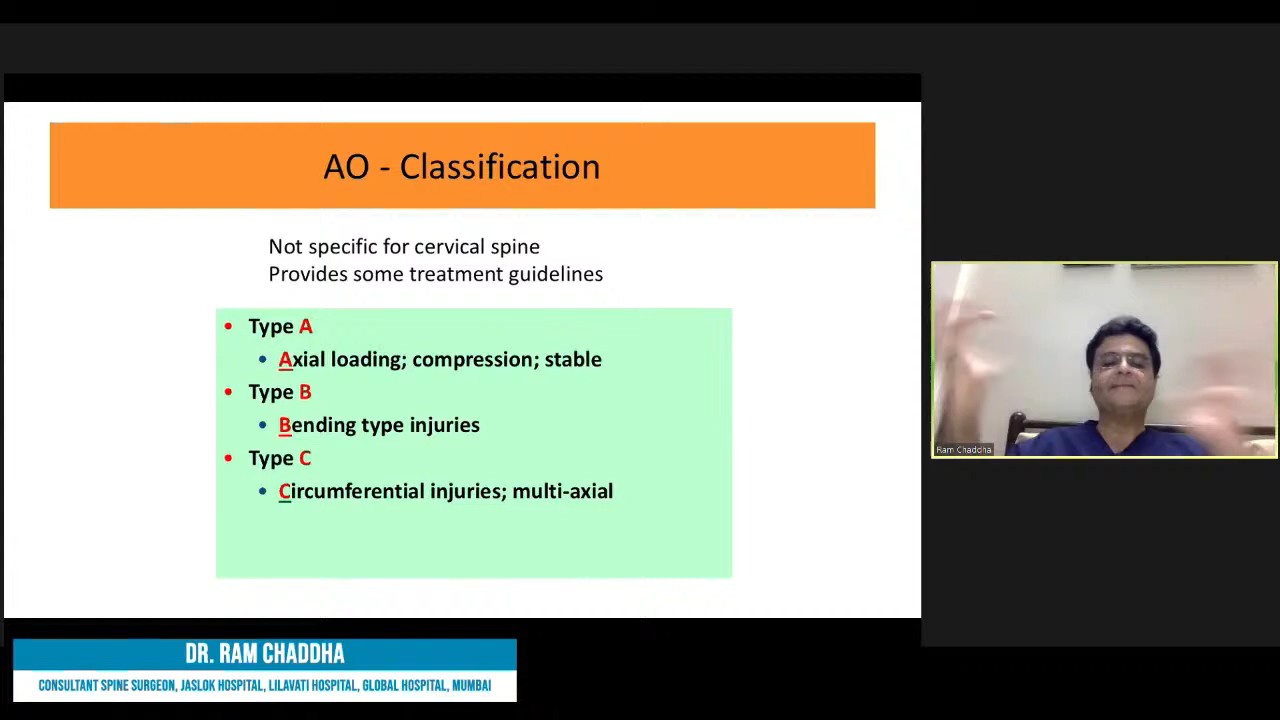 AO - Classification
Not specific for cervical spine
Provides some treatment guidelines
• Type A
• Axial loading; compression; stable
• Type B
• Bending type injuries
• Type C
• Circumferential injuries; multi-axial
Ram Chaddha
DR. RAM CHADDHA
CONSULTANT SPINE SURGEON, JASLOK HOSPITAL, LILAVATI HOSPITAL, GLOBAL HOSPITAL, MUMBAI